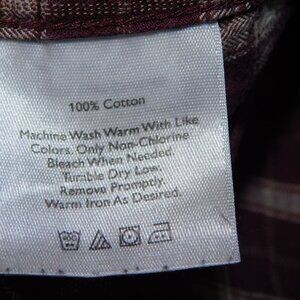 100% Cotton
Machine Wash Warm With Like
Colors. Only Non-Chlorine
Bleach When Needed.
Tumble Dry Low.
Remove Promptly
Warm Iron As Desired.